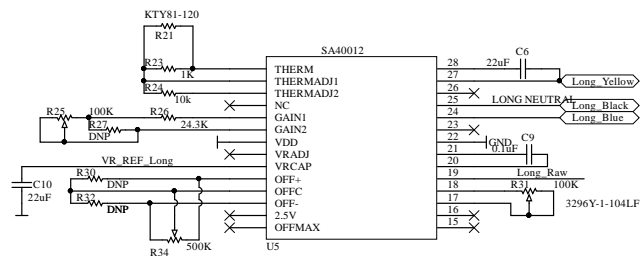 KTY81-120
R21
SA40012
R23
1K
R24
10k
R25
100K
R26
R27
24.3K
DNP
VR_REF_Long
R30
DNP
C10
22uF
R32
DNP
R34
500K
THERM
THERMADJ1
THERMADJ2
NC
GAIN1
GAIN2
VDD
VRADJ
VRCAP
OFF+
OFFC
OFF-
2.5V
OFFMAX
U5
28
27
26
25
24
23
22
21
20
19
18
17
16
15
22uF
C6
Long_Yellow
LONG NEUTRAL
Long_Black
Long_Blue
GND
C9
0.1uF
Long_Raw
R31
100K
3296Y-1-104LF